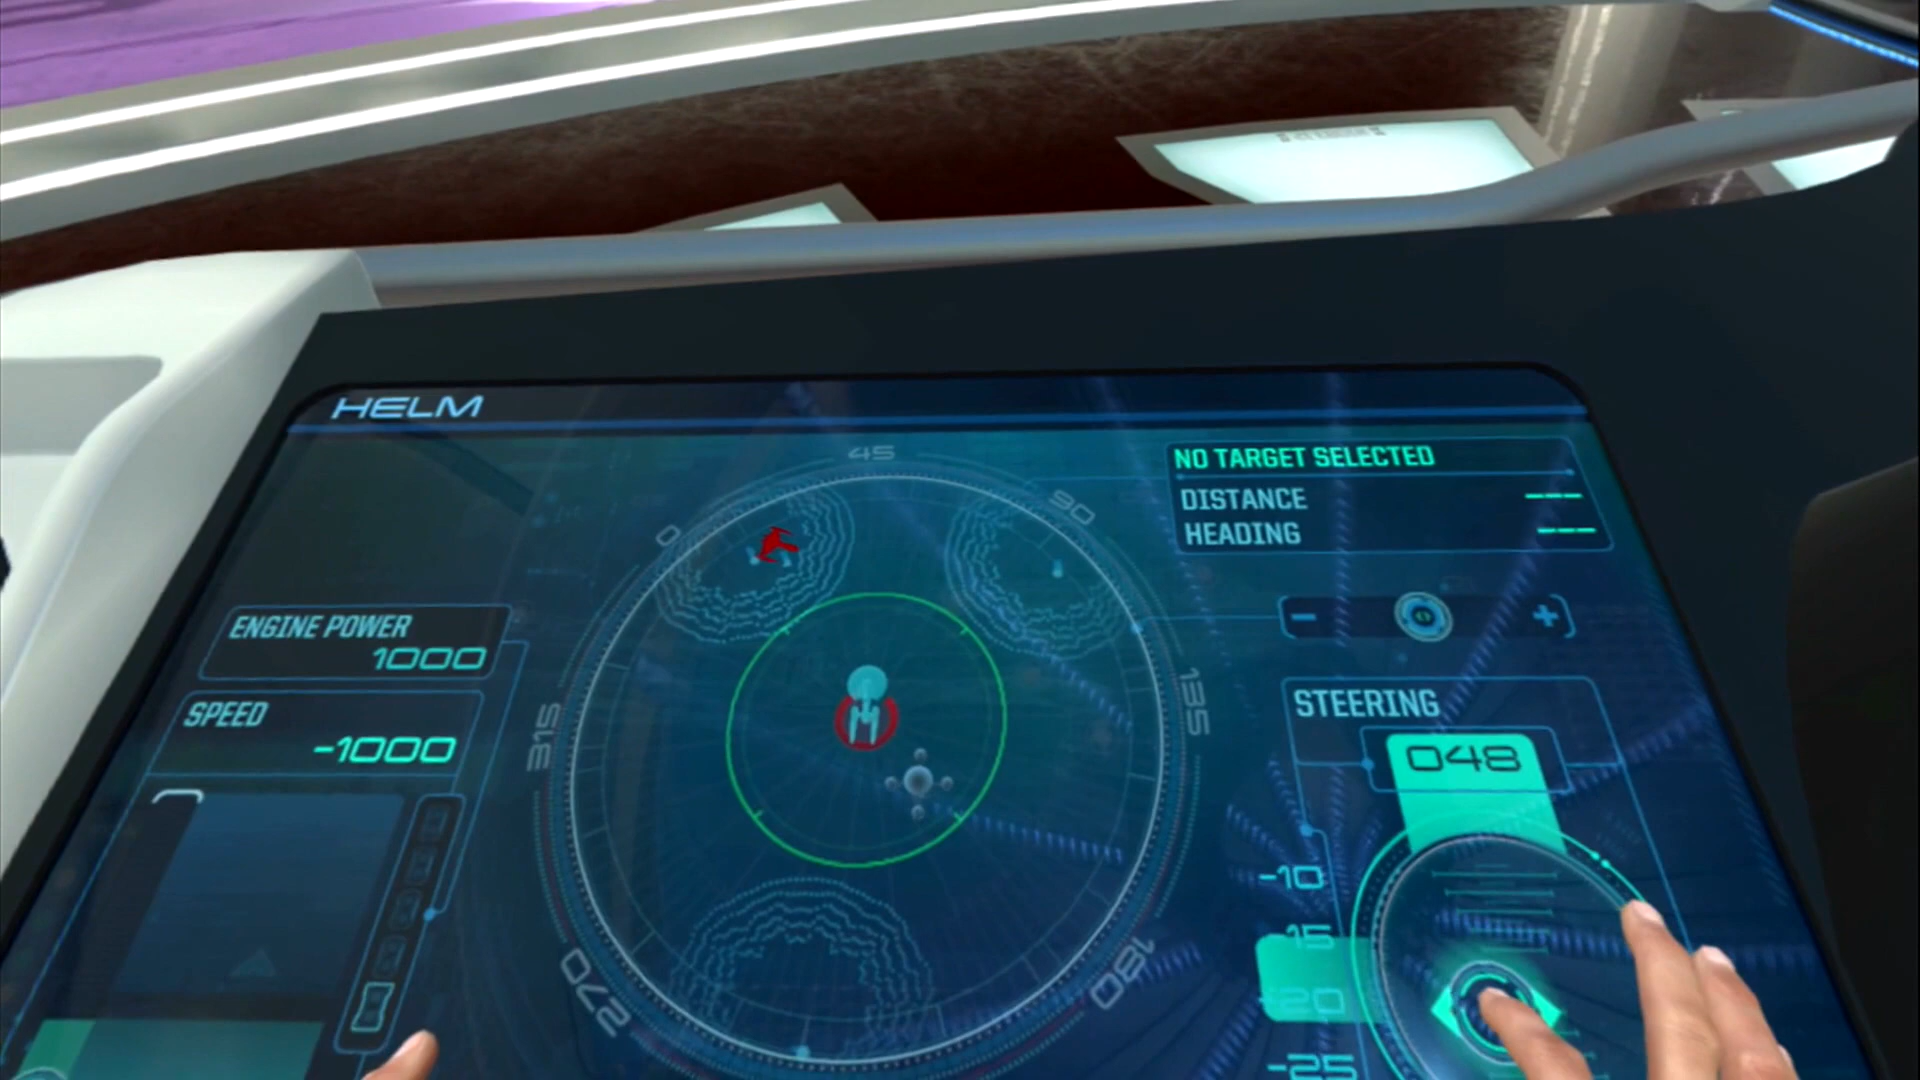 HELM
NO TARGET SELECTED
DISTANCE ---
HEADING ---
ENGINE POWER
1000
SPEED
-1000
0
45
90
135
180
270
315
STEERING
048
-10
-20
-25